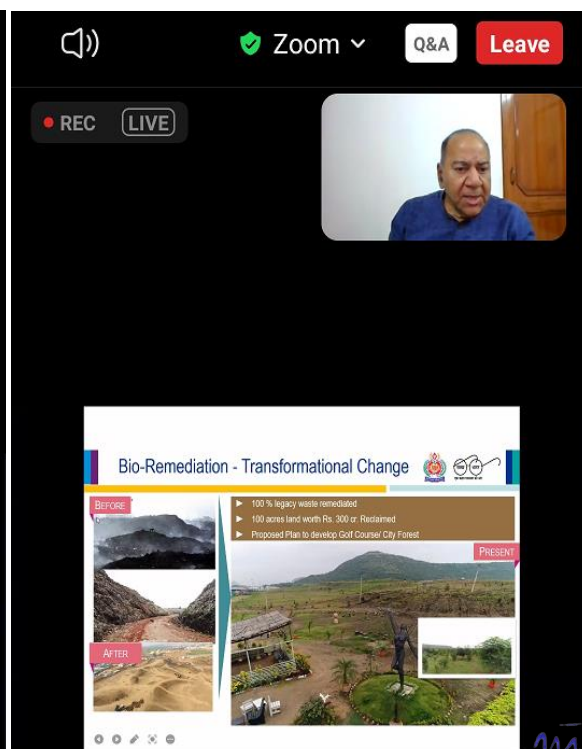 Zoom
Q&A
Leave
REC
LIVE
Bio-Remediation - Transformational Change
BEFORE
► 100 % legacy waste remediated
► 100 acres land worth Rs. 300 cr. Reclaimed
► Proposed Plan to develop Golf Course/ City Forest
PRESENT
AFTER